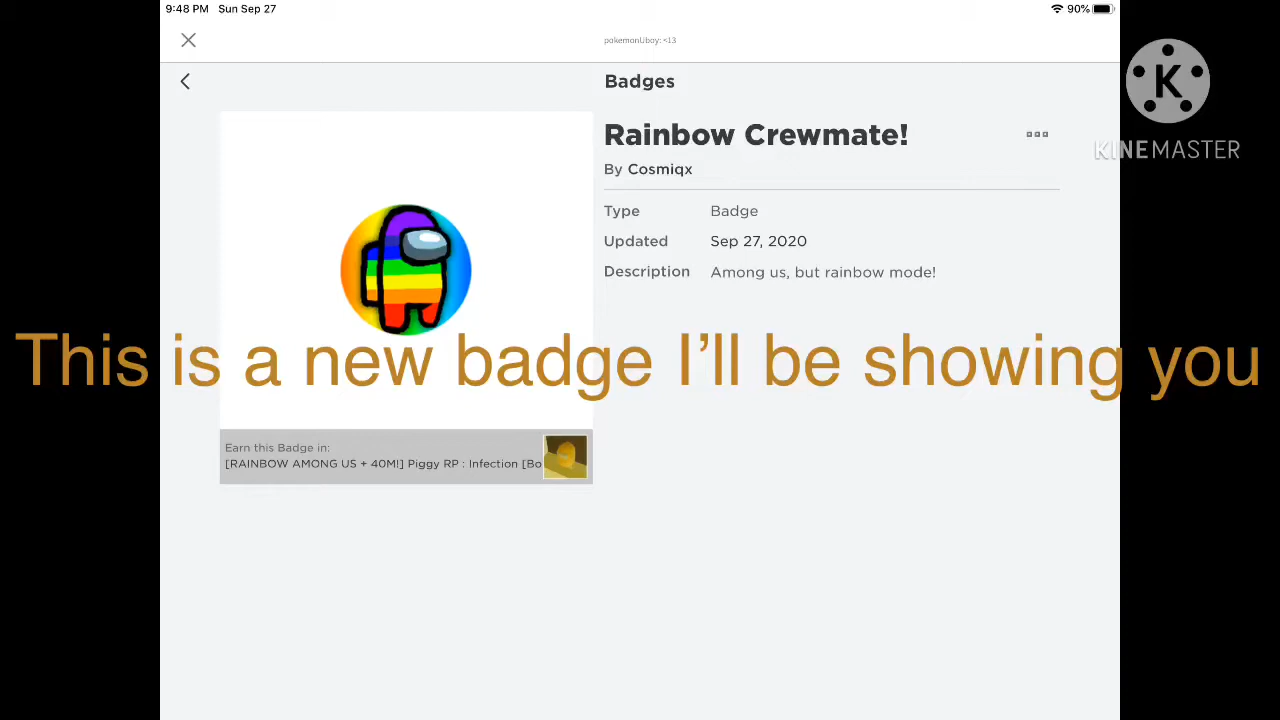 9:48 PM Sun Sep 27
90%
pokemonUboy: <13
Badges
Rainbow Crewmate!
By Cosmiqx
Type Badge
Updated Sep 27, 2020
Description Among us, but rainbow mode!
K
KINEMASTER
This is a new badge I’ll be showing you
Earn this Badge in:
[RAINBOW AMONG US + 40M!] Piggy RP : Infection [Bo